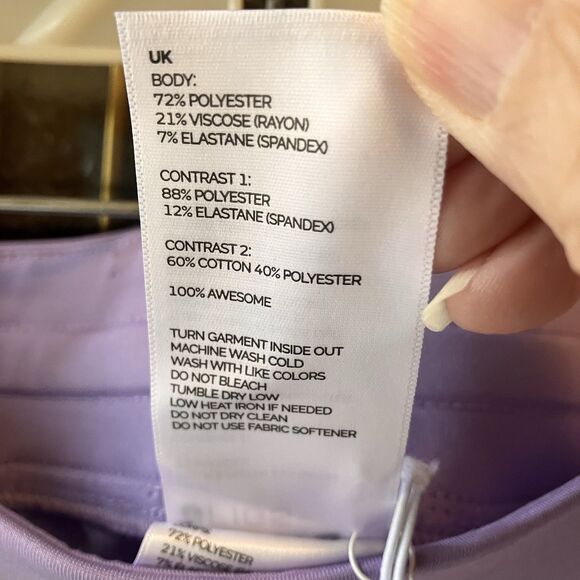 UK
BODY:
72% POLYESTER
21% VISCOSE (RAYON)
7% ELASTANE (SPANDEX)
CONTRAST 1:
88% POLYESTER
12% ELASTANE (SPANDEX)
CONTRAST 2:
60% COTTON 40% POLYESTER
100% AWESOME
TURN GARMENT INSIDE OUT
MACHINE WASH COLD
WASH WITH LIKE COLORS
DO NOT BLEACH
TUMBLE DRY LOW
LOW HEAT IRON IF NEEDED
DO NOT DRY CLEAN
DO NOT USE FABRIC SOFTENER
72% POLYESTER
21% VISCOSE